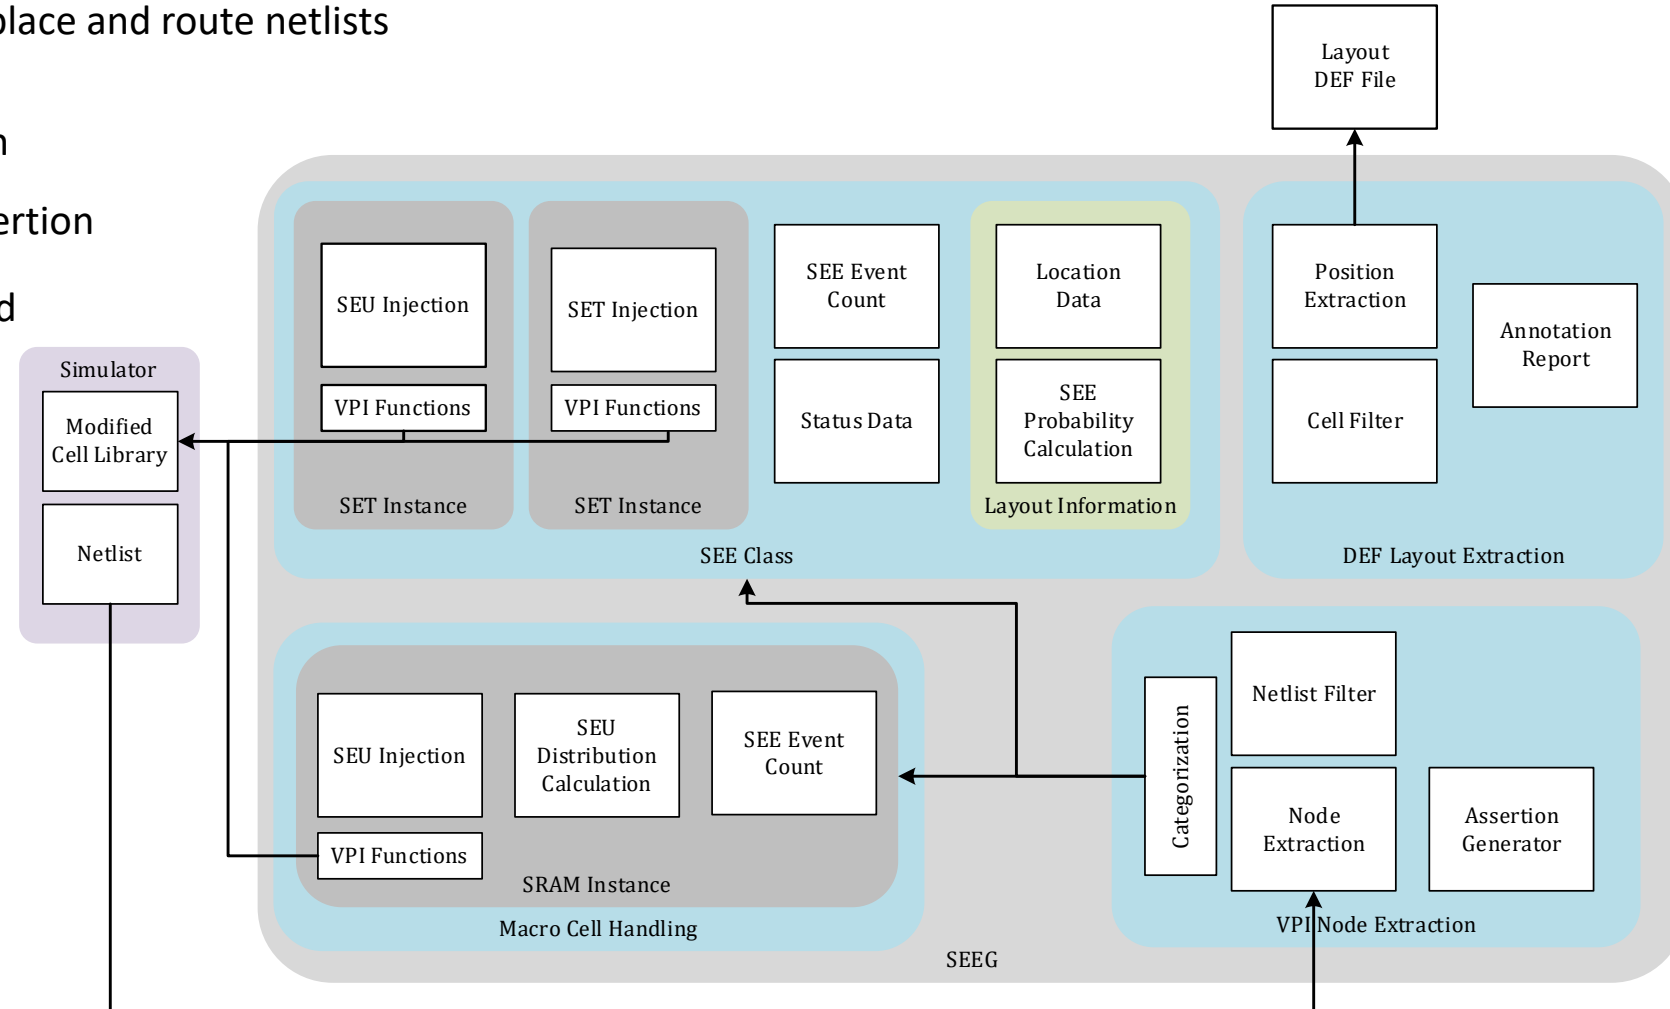 place and route netlists
Layout
DEF File
ertion
Simulator
Modified
Cell Library
Netlist
SEU Injection
VPI Functions
SET Instance
SET Injection
VPI Functions
SET Instance
SEE Event
Count
Status Data
Location
Data
SEE
Probability
Calculation
Layout Information
SEE Class
Position
Extraction
Cell Filter
Annotation
Report
DEF Layout Extraction
SEU Injection
VPI Functions
SEU
Distribution
Calculation
SEE Event
Count
SRAM Instance
Macro Cell Handling
Categorization
Netlist Filter
Node
Extraction
Assertion
Generator
VPI Node Extraction
SEEG